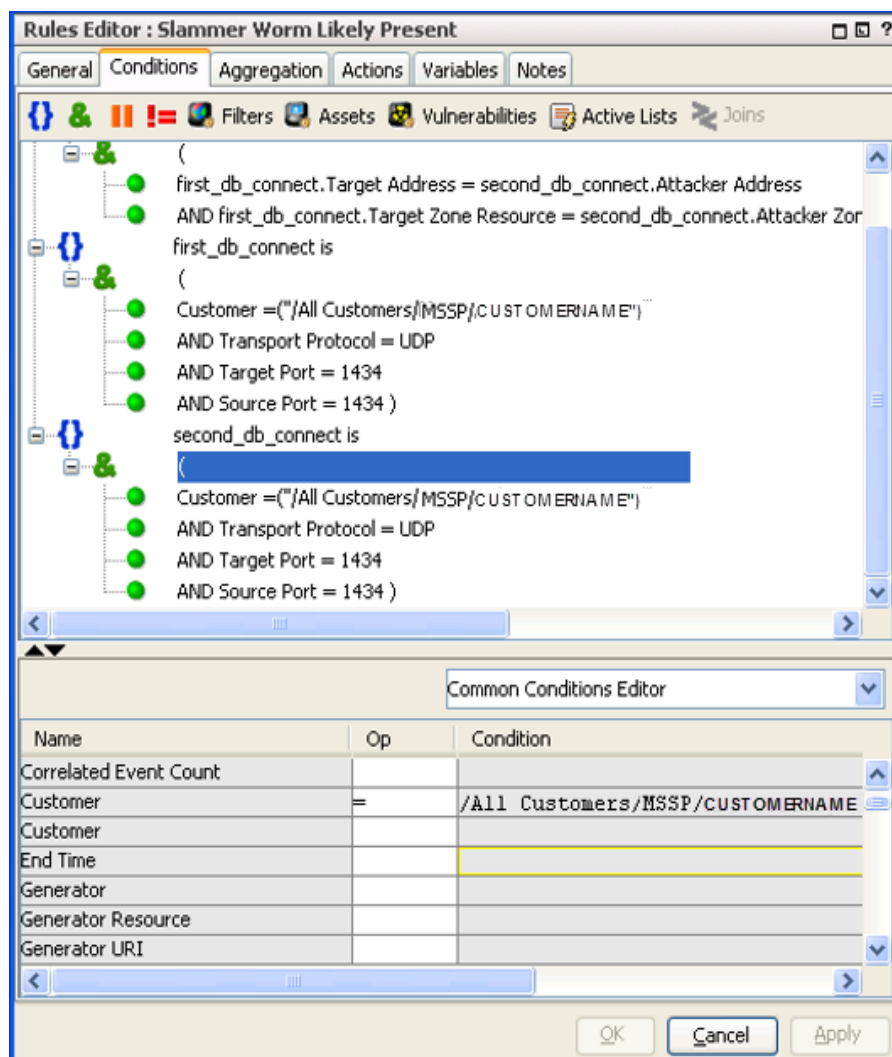 Rules Editor : Slammer Worm Likely Present
General Conditions Aggregation Actions Variables Notes
{} & || != Filters Assets Vulnerabilities Active Lists Joins
& (
first_db_connect.Target Address = second_db_connect.Attacker Address
AND first_db_connect.Target Zone Resource = second_db_connect.Attacker Zor
{} first_db_connect is
& (
Customer =("/All Customers/MSSP/CUSTOMERNAME")
AND Transport Protocol = UDP
AND Target Port = 1434
AND Source Port = 1434 )
{} second_db_connect is
& (
Customer =("/All Customers/MSSP/CUSTOMERNAME")
AND Transport Protocol = UDP
AND Target Port = 1434
AND Source Port = 1434 )
Common Conditions Editor
Name Op Condition
Correlated Event Count
Customer = /All Customers/MSSP/CUSTOMERNAME
Customer
End Time
Generator
Generator Resource
Generator URI
OK Cancel Apply